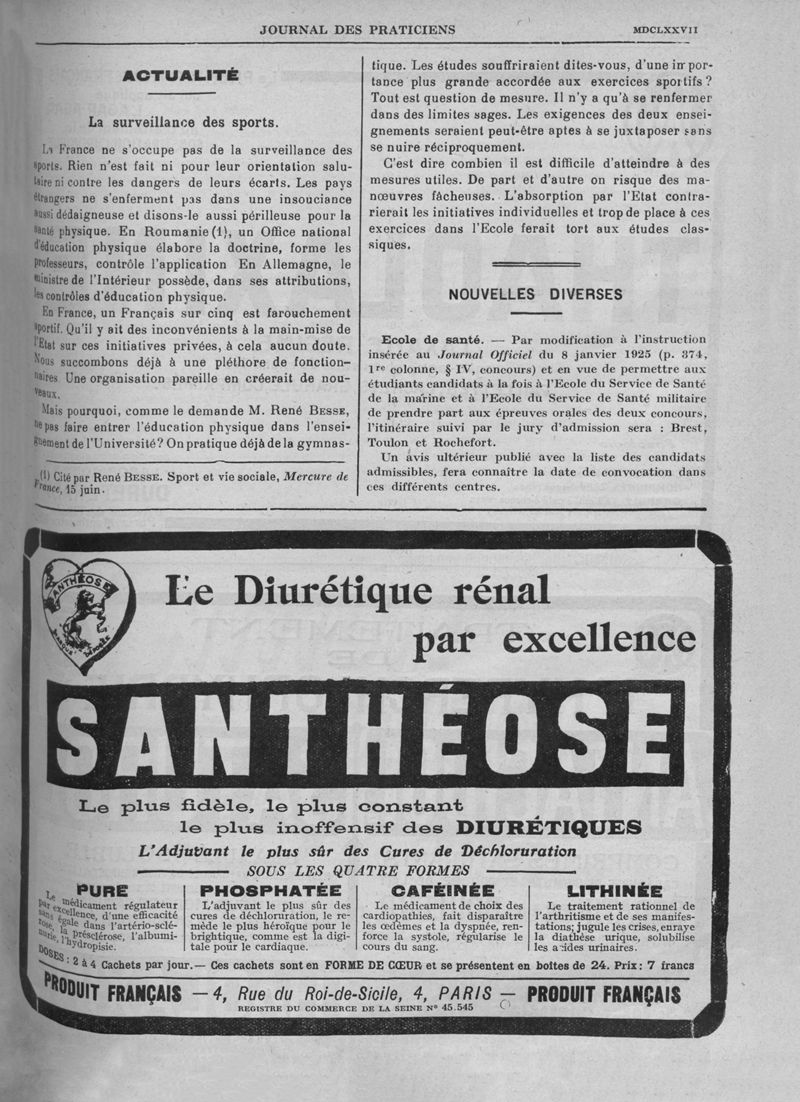 JOURNAL DES PRATICIENS
MDCLXXVII
ACTUALITÉ
La surveillance des sports.
La France ne s'occupe pas de la surveillance des
sports. Rien n'est fait ni pour leur orientation salu-
taire ni contre les dangers de leurs écarts. Les pays
étrangers ne s'enferment pas dans une insouciance
aussi dédaigneuse et disons-le aussi périlleuse pour la
santé physique. En Roumanie (1), un Office national
d'éducation physique élabore la doctrine, forme les
professeurs, contrôle l'application En Allemagne, le
ministre de l'Intérieur possède, dans ses attributions,
les contrôles d'éducation physique.
En France, un Français sur cinq est farouchement
sportif. Qu'il y ait des inconvénients à la main-mise de
l'Etat sur ces initiatives privées, à cela aucun doute.
Nous succombons déjà à une pléthore de fonction-
naires Une organisation pareille en créerait de nou-
veaux.
Mais pourquoi, comme le demande M. René BESSE,
ne pas faire entrer l'éducation physique dans l'ensei-
gnement de l'Université? On pratique déjà de la gymnas-
(1) Cité par René BESSE. Sport et vie sociale, Mercure de
France, 15 juin.
tique. Les études souffriraient dites-vous, d'une impor-
tance plus grande accordée aux exercices sportifs?
Tout est question de mesure. Il n'y a qu'à se renfermer
dans des limites sages. Les exigences des deux ensei-
gnements seraient peut-être aptes à se juxtaposer sans
se nuire réciproquement.
C'est dire combien il est difficile d'atteindre à des
mesures utiles. De part et d'autre on risque des ma-
nœuvres fâcheuses. L'absorption par l'Etat contra-
rierait les initiatives individuelles et trop de place à ces
exercices dans l'Ecole ferait tort aux études clas-
siques.
NOUVELLES DIVERSES
Ecole de santé. — Par modification à l'instruction
insérée au Journal Officiel du 8 janvier 1925 (p. 374,
1re colonne, § IV, concours) et en vue de permettre aux
étudiants candidats à la fois à l'Ecole du Service de Santé
de la marine et à l'Ecole du Service de Santé militaire
de prendre part aux épreuves orales des deux concours,
l'itinéraire suivi par le jury d'admission sera : Brest,
Toulon et Rochefort.
Un avis ultérieur publié avec la liste des candidats
admissibles, fera connaître la date de convocation dans
ces différents centres.
SANTHÉOSE
MARQUE DÉPOSÉE
Le Diurétique rénal
par excellence
SANTHÉOSE
Le plus fidèle, le plus constant
le plus inoffensif des DIURÉTIQUES
L'Adjuvant le plus sûr des Cures de Déchloruration
SOUS LES QUATRE FORMES
PURE
Le médicament régulateur
par excellence, d'une efficacité
sans égale dans l'artério-sclé-
rose, la présclérose, l'albumi-
nurie, l'hydropisie.
PHOSPHATÉE
L'adjuvant le plus sûr des
cures de déchloruration, le re-
mède le plus héroïque pour le
brightique, comme est la digi-
tale pour le cardiaque.
CAFÉINÉE
Le médicament de choix des
cardiopathies, fait disparaître
les œdèmes et la dyspnée, ren-
force la systole, régularise le
cours du sang.
LITHINÉE
Le traitement rationnel de
l'arthritisme et de ses manifes-
tations; jugule les crises, enraye
la diathèse urique, solubilise
les acides urinaires.
DOSES : 2 à 4 Cachets par jour.— Ces cachets sont en FORME DE CŒUR et se présentent en boîtes de 24. Prix: 7 francs
PRODUIT FRANÇAIS — 4, Rue du Roi-de-Sicile, 4, PARIS — PRODUIT FRANÇAIS
REGISTRE DU COMMERCE DE LA SEINE N° 45.545